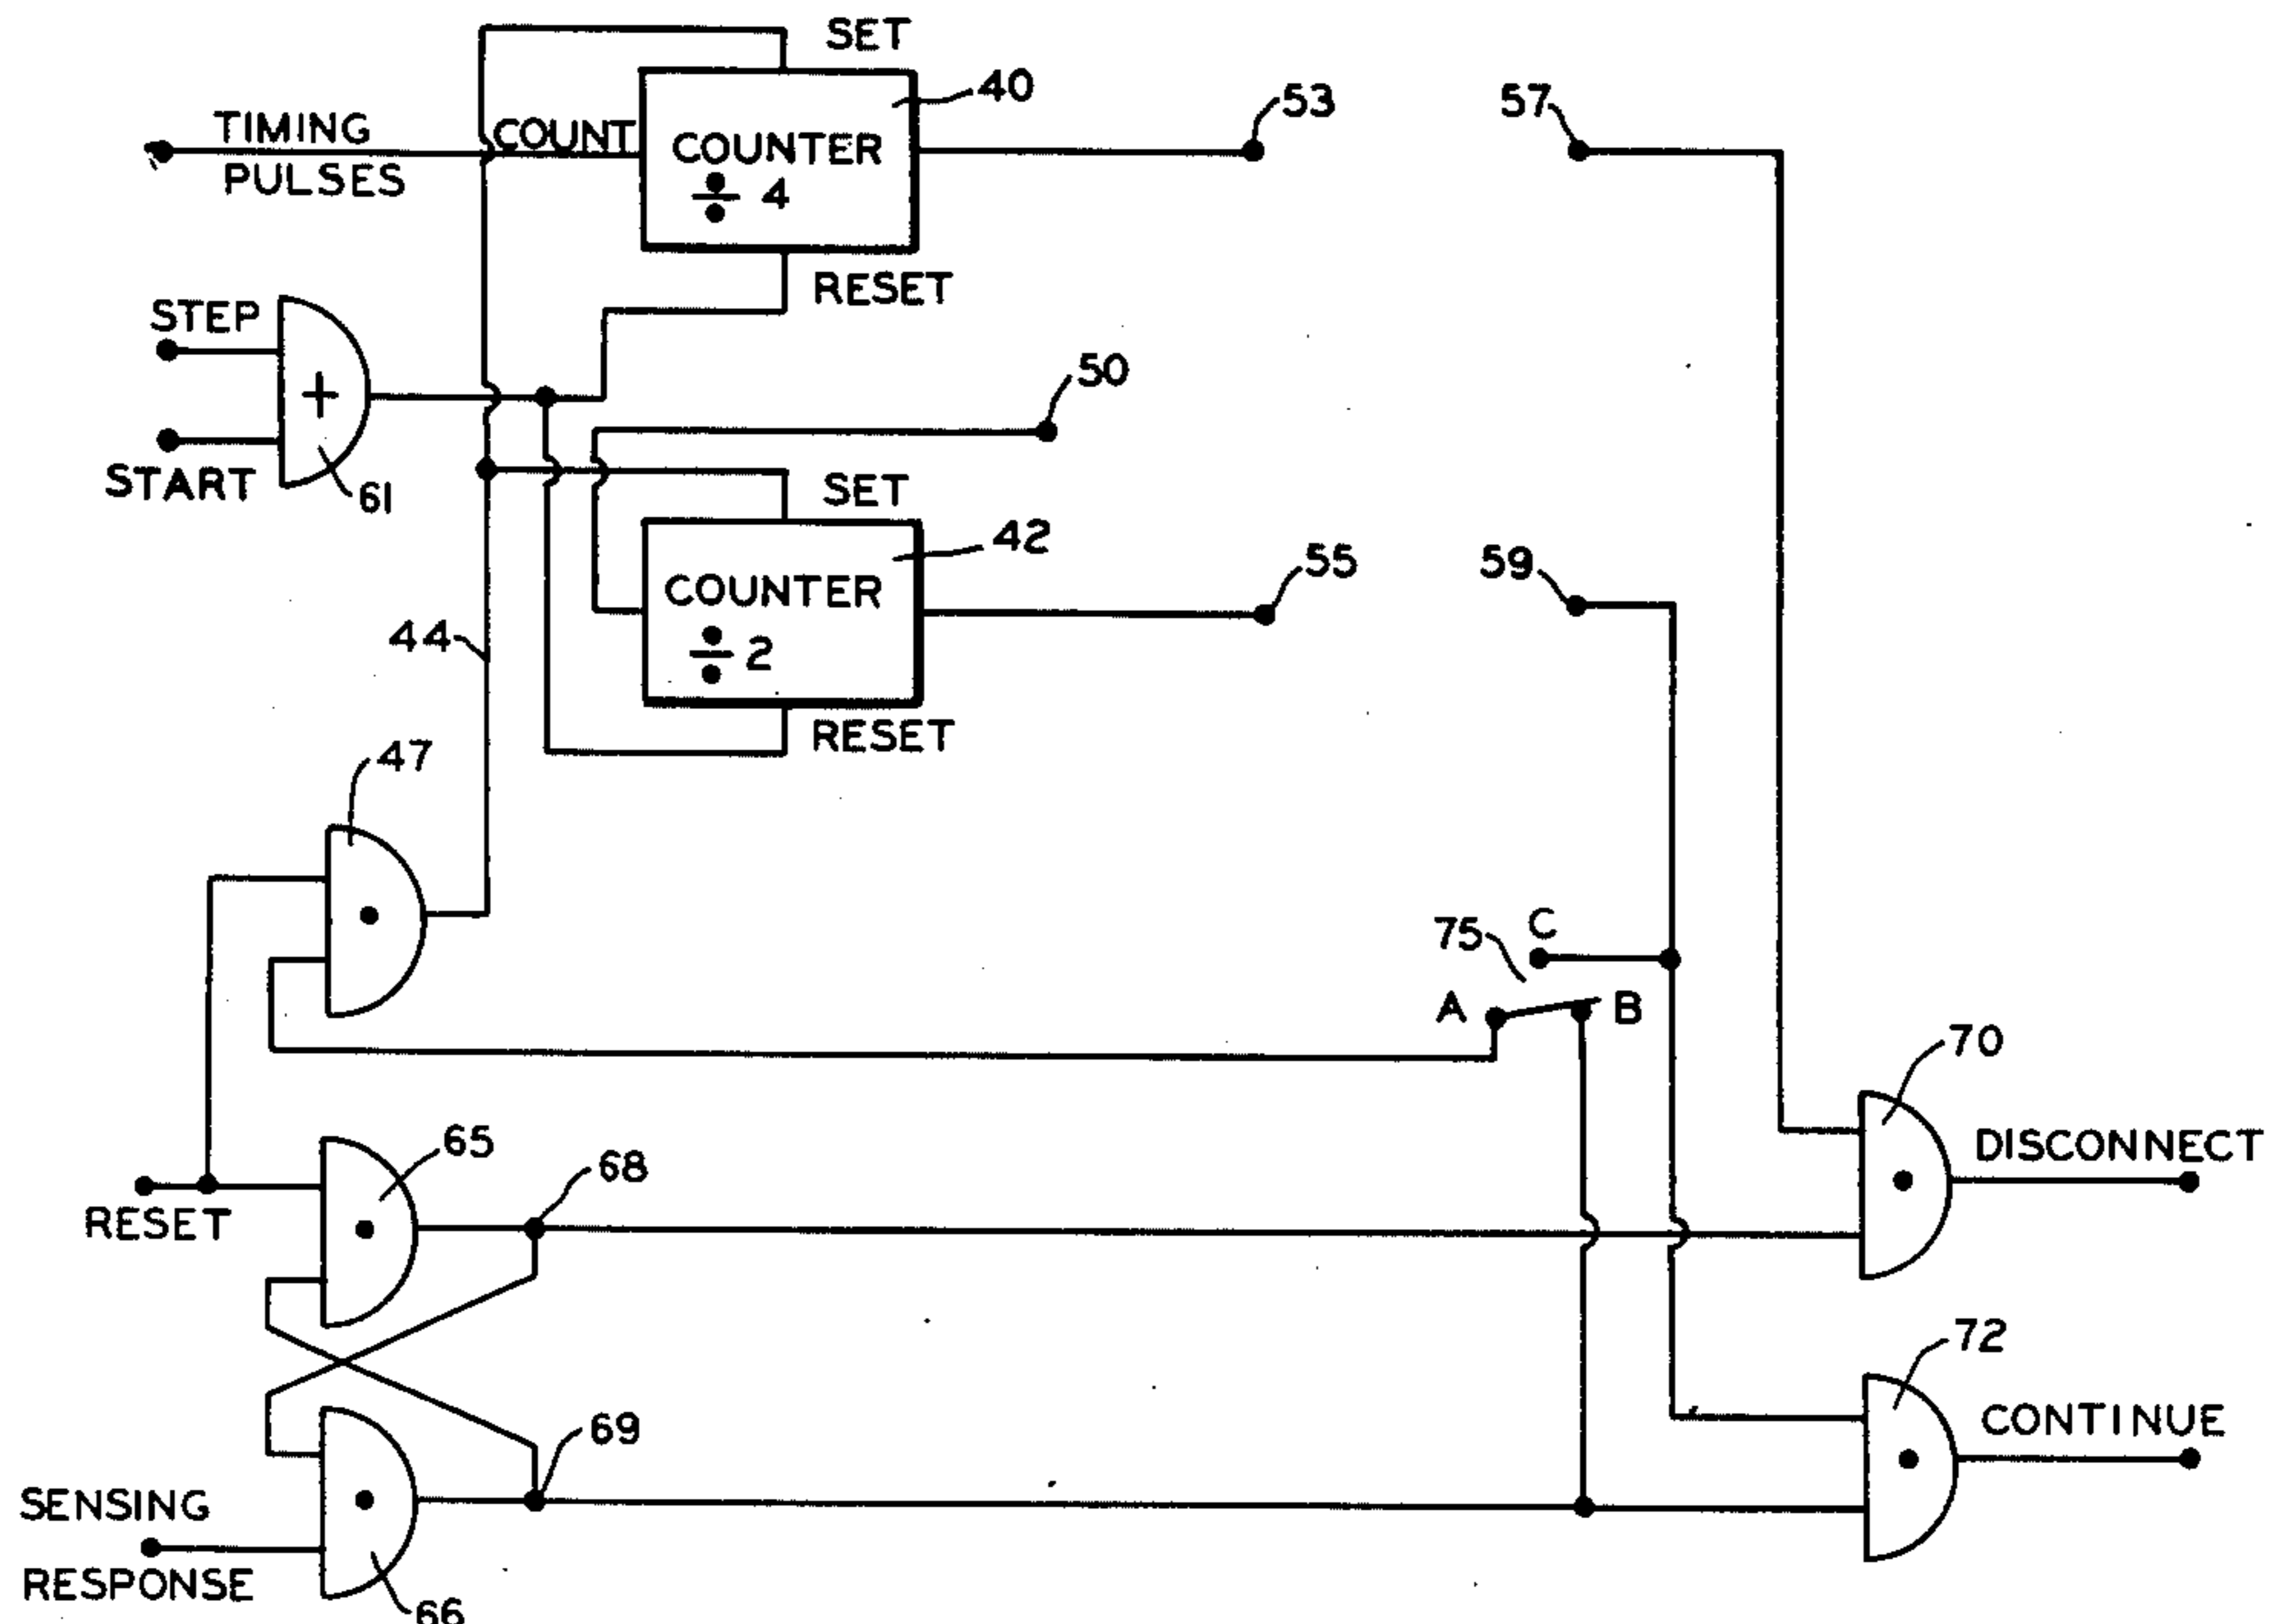 SET
40
53
57
TIMING
PULSES
COUNT
COUNTER
÷ 4
RESET
STEP
+
START
61
50
SET
42
COUNTER
÷ 2
55
59
44
RESET
47
75
C
A
B
70
DISCONNECT
65
68
RESET
72
CONTINUE
69
SENSING
RESPONSE
66